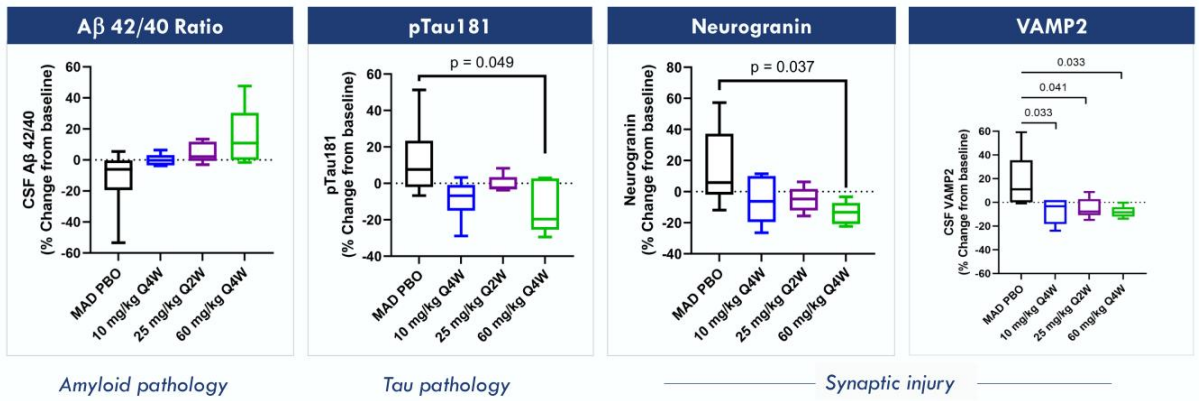 Aβ 42/40 Ratio
CSF Aβ 42/40
(% Change from baseline)
60
40
20
0
-20
-40
-60
MAD PBO
10 mg/kg Q4W
25 mg/kg Q2W
60 mg/kg Q4W
Amyloid pathology
pTau181
pTau181
(% Change from baseline)
60
40
20
0
-20
-40
p = 0.049
MAD PBO
10 mg/kg Q4W
25 mg/kg Q2W
60 mg/kg Q4W
Tau pathology
Neurogranin
Neurogranin
(% Change from baseline)
80
60
40
20
0
-20
-40
p = 0.037
MAD PBO
10 mg/kg Q4W
25 mg/kg Q2W
60 mg/kg Q4W
VAMP2
CSF VAMP2
(% Change from baseline)
0.033
0.041
0.033
60
40
20
0
-20
-40
-60
MAD PBO
10 mg/kg Q4W
25 mg/kg Q2W
60 mg/kg Q4W
Synaptic injury